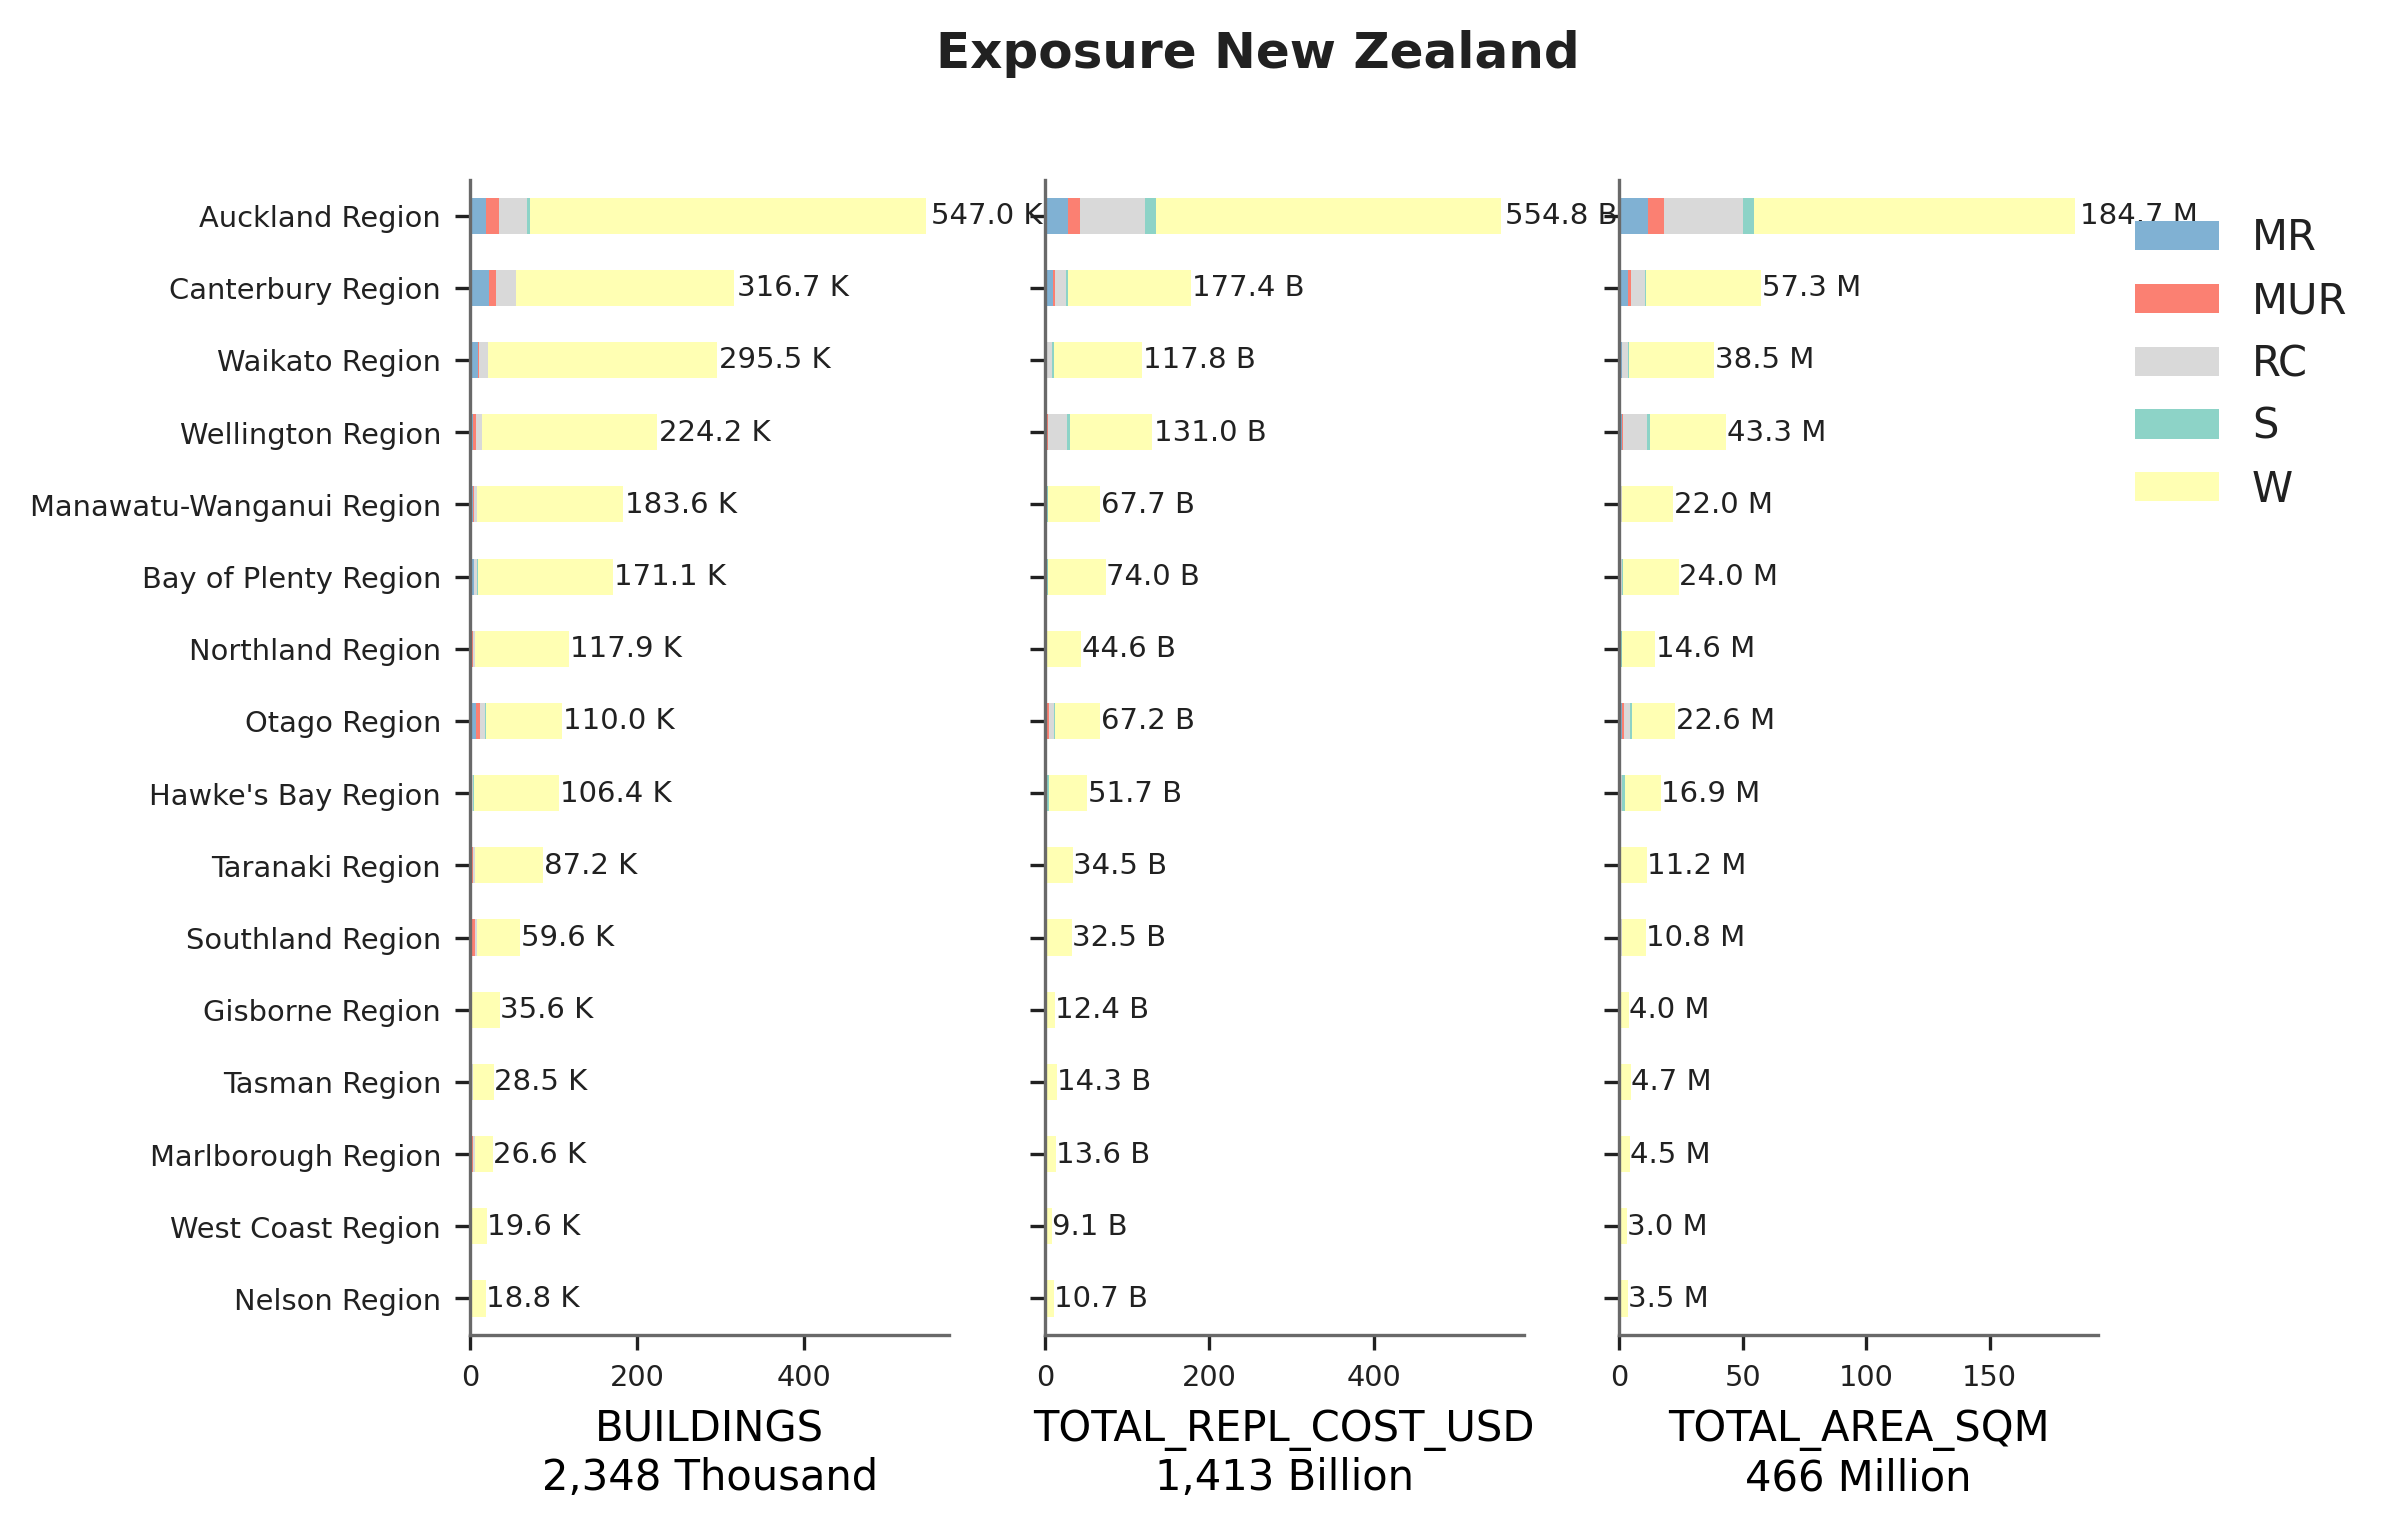 Exposure New Zealand
Auckland Region 547.0 K 554.8 B 184.7 M
Canterbury Region 316.7 K 177.4 B 57.3 M
Waikato Region 295.5 K 117.8 B 38.5 M
Wellington Region 224.2 K 131.0 B 43.3 M
Manawatu-Wanganui Region 183.6 K 67.7 B 22.0 M
Bay of Plenty Region 171.1 K 74.0 B 24.0 M
Northland Region 117.9 K 44.6 B 14.6 M
Otago Region 110.0 K 67.2 B 22.6 M
Hawke's Bay Region 106.4 K 51.7 B 16.9 M
Taranaki Region 87.2 K 34.5 B 11.2 M
Southland Region 59.6 K 32.5 B 10.8 M
Gisborne Region 35.6 K 12.4 B 4.0 M
Tasman Region 28.5 K 14.3 B 4.7 M
Marlborough Region 26.6 K 13.6 B 4.5 M
West Coast Region 19.6 K 9.1 B 3.0 M
Nelson Region 18.8 K 10.7 B 3.5 M
0 200 400 0 200 400 0 50 100 150
BUILDINGS TOTAL_REPL_COST_USD TOTAL_AREA_SQM
2,348 Thousand 1,413 Billion 466 Million
MR
MUR
RC
S
W